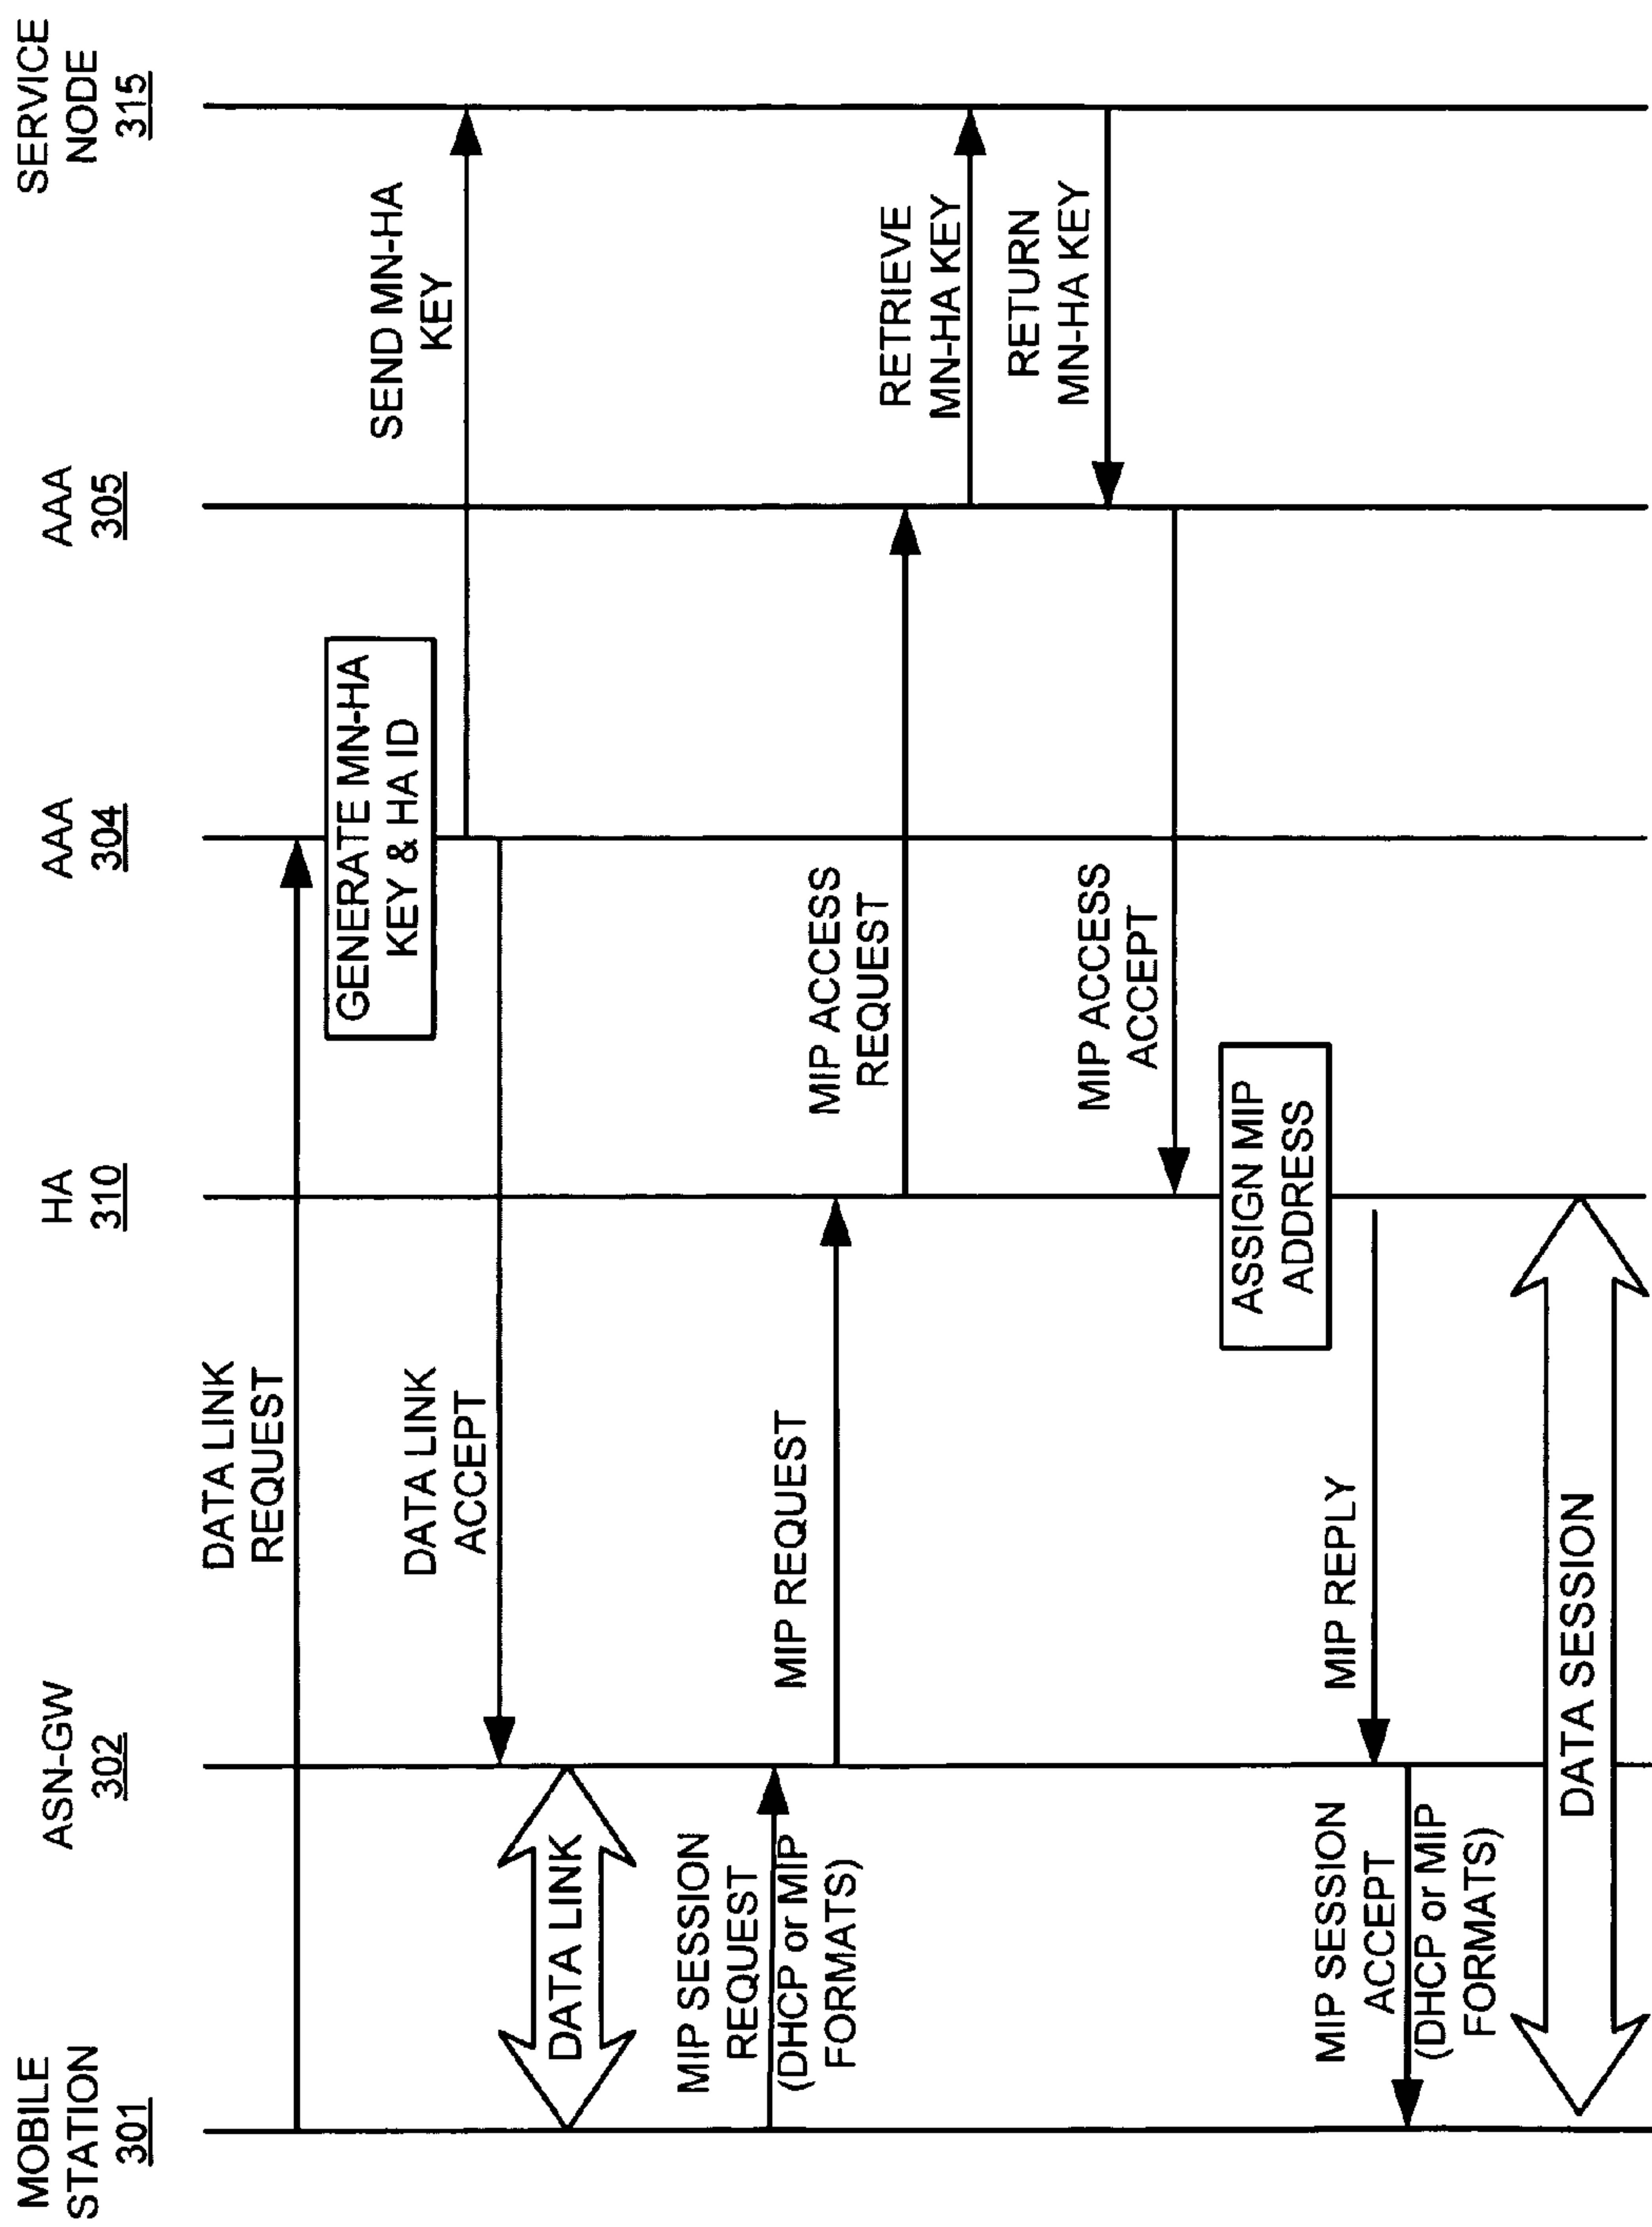 MOBILE
STATION
301
ASN-GW
302
HA
310
AAA
304
AAA
305
SERVICE
NODE
315
DATA LINK
REQUEST
GENERATE MN-HA
KEY & HA ID
SEND MN-HA
KEY
DATA LINK
ACCEPT
DATA LINK
MIP SESSION
REQUEST
(DHCP or MIP
FORMATS)
MIP REQUEST
MIP ACCESS
REQUEST
RETRIEVE
MN-HA KEY
RETURN
MN-HA KEY
MIP ACCESS
ACCEPT
ASSIGN MIP
ADDRESS
MIP REPLY
MIP SESSION
ACCEPT
(DHCP or MIP
FORMATS)
DATA SESSION